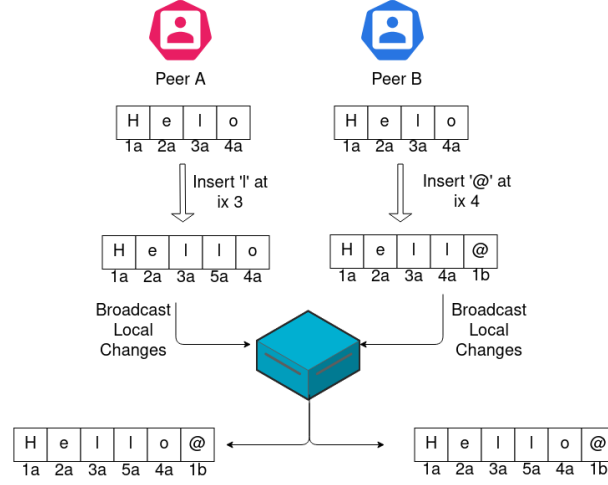 Peer A
Peer B
H e l o
1a 2a 3a 4a
H e l o
1a 2a 3a 4a
Insert 'l' at
ix 3
Insert '@' at
ix 4
H e l l o
1a 2a 3a 5a 4a
H e l l @
1a 2a 3a 4a 1b
Broadcast
Local
Changes
Broadcast
Local
Changes
H e l l o @
1a 2a 3a 5a 4a 1b
H e l l o @
1a 2a 3a 5a 4a 1b